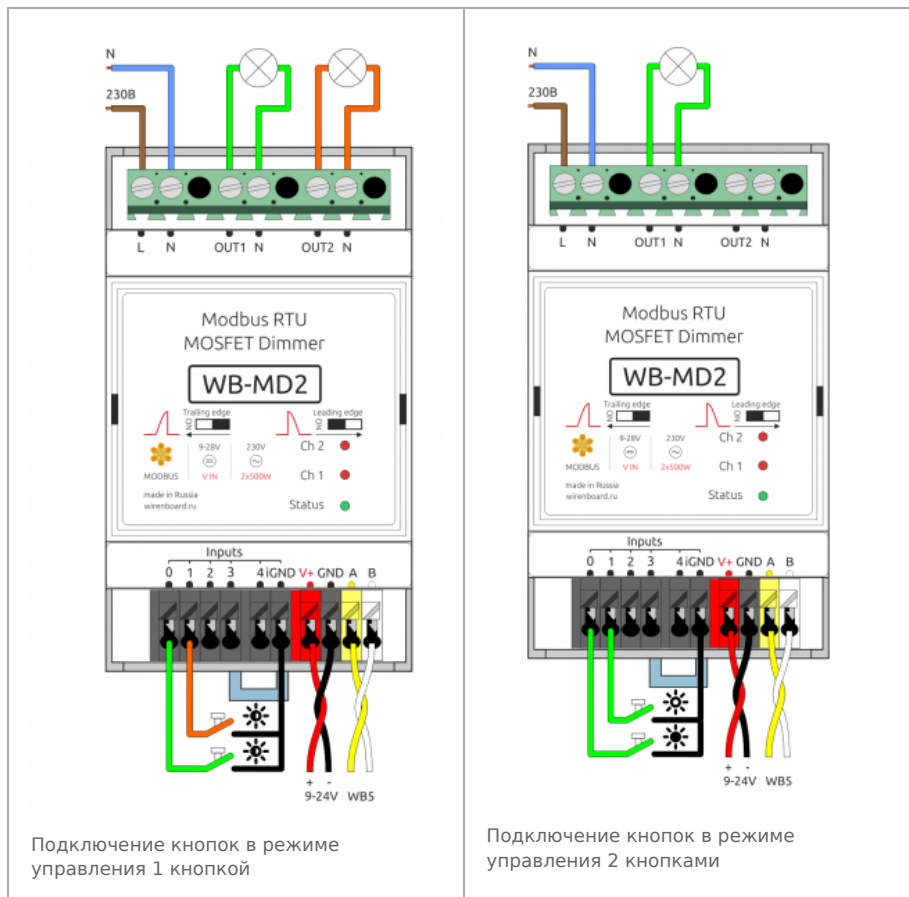 N
230В
L N OUT1 N OUT2 N
Modbus RTU
MOSFET Dimmer
WB-MD2
Trailing edge
NO
Leading edge
NO
9-28V
230V
Ch 2
MODBUS
V IN
2x500W
Ch 1
made in Russia
wirenboard.ru
Status
Inputs
0 1 2 3 4 iGND V+ GND A B
+ -
9-24V WB5
Подключение кнопок в режиме
управления 1 кнопкой
N
230В
L N OUT1 N OUT2 N
Modbus RTU
MOSFET Dimmer
WB-MD2
Trailing edge
NO
Leading edge
NO
9-28V
230V
Ch 2
MODBUS
V IN
2x500W
Ch 1
made in Russia
wirenboard.ru
Status
Inputs
0 1 2 3 4 iGND V+ GND A B
+ -
9-24V WB5
Подключение кнопок в режиме
управления 2 кнопками